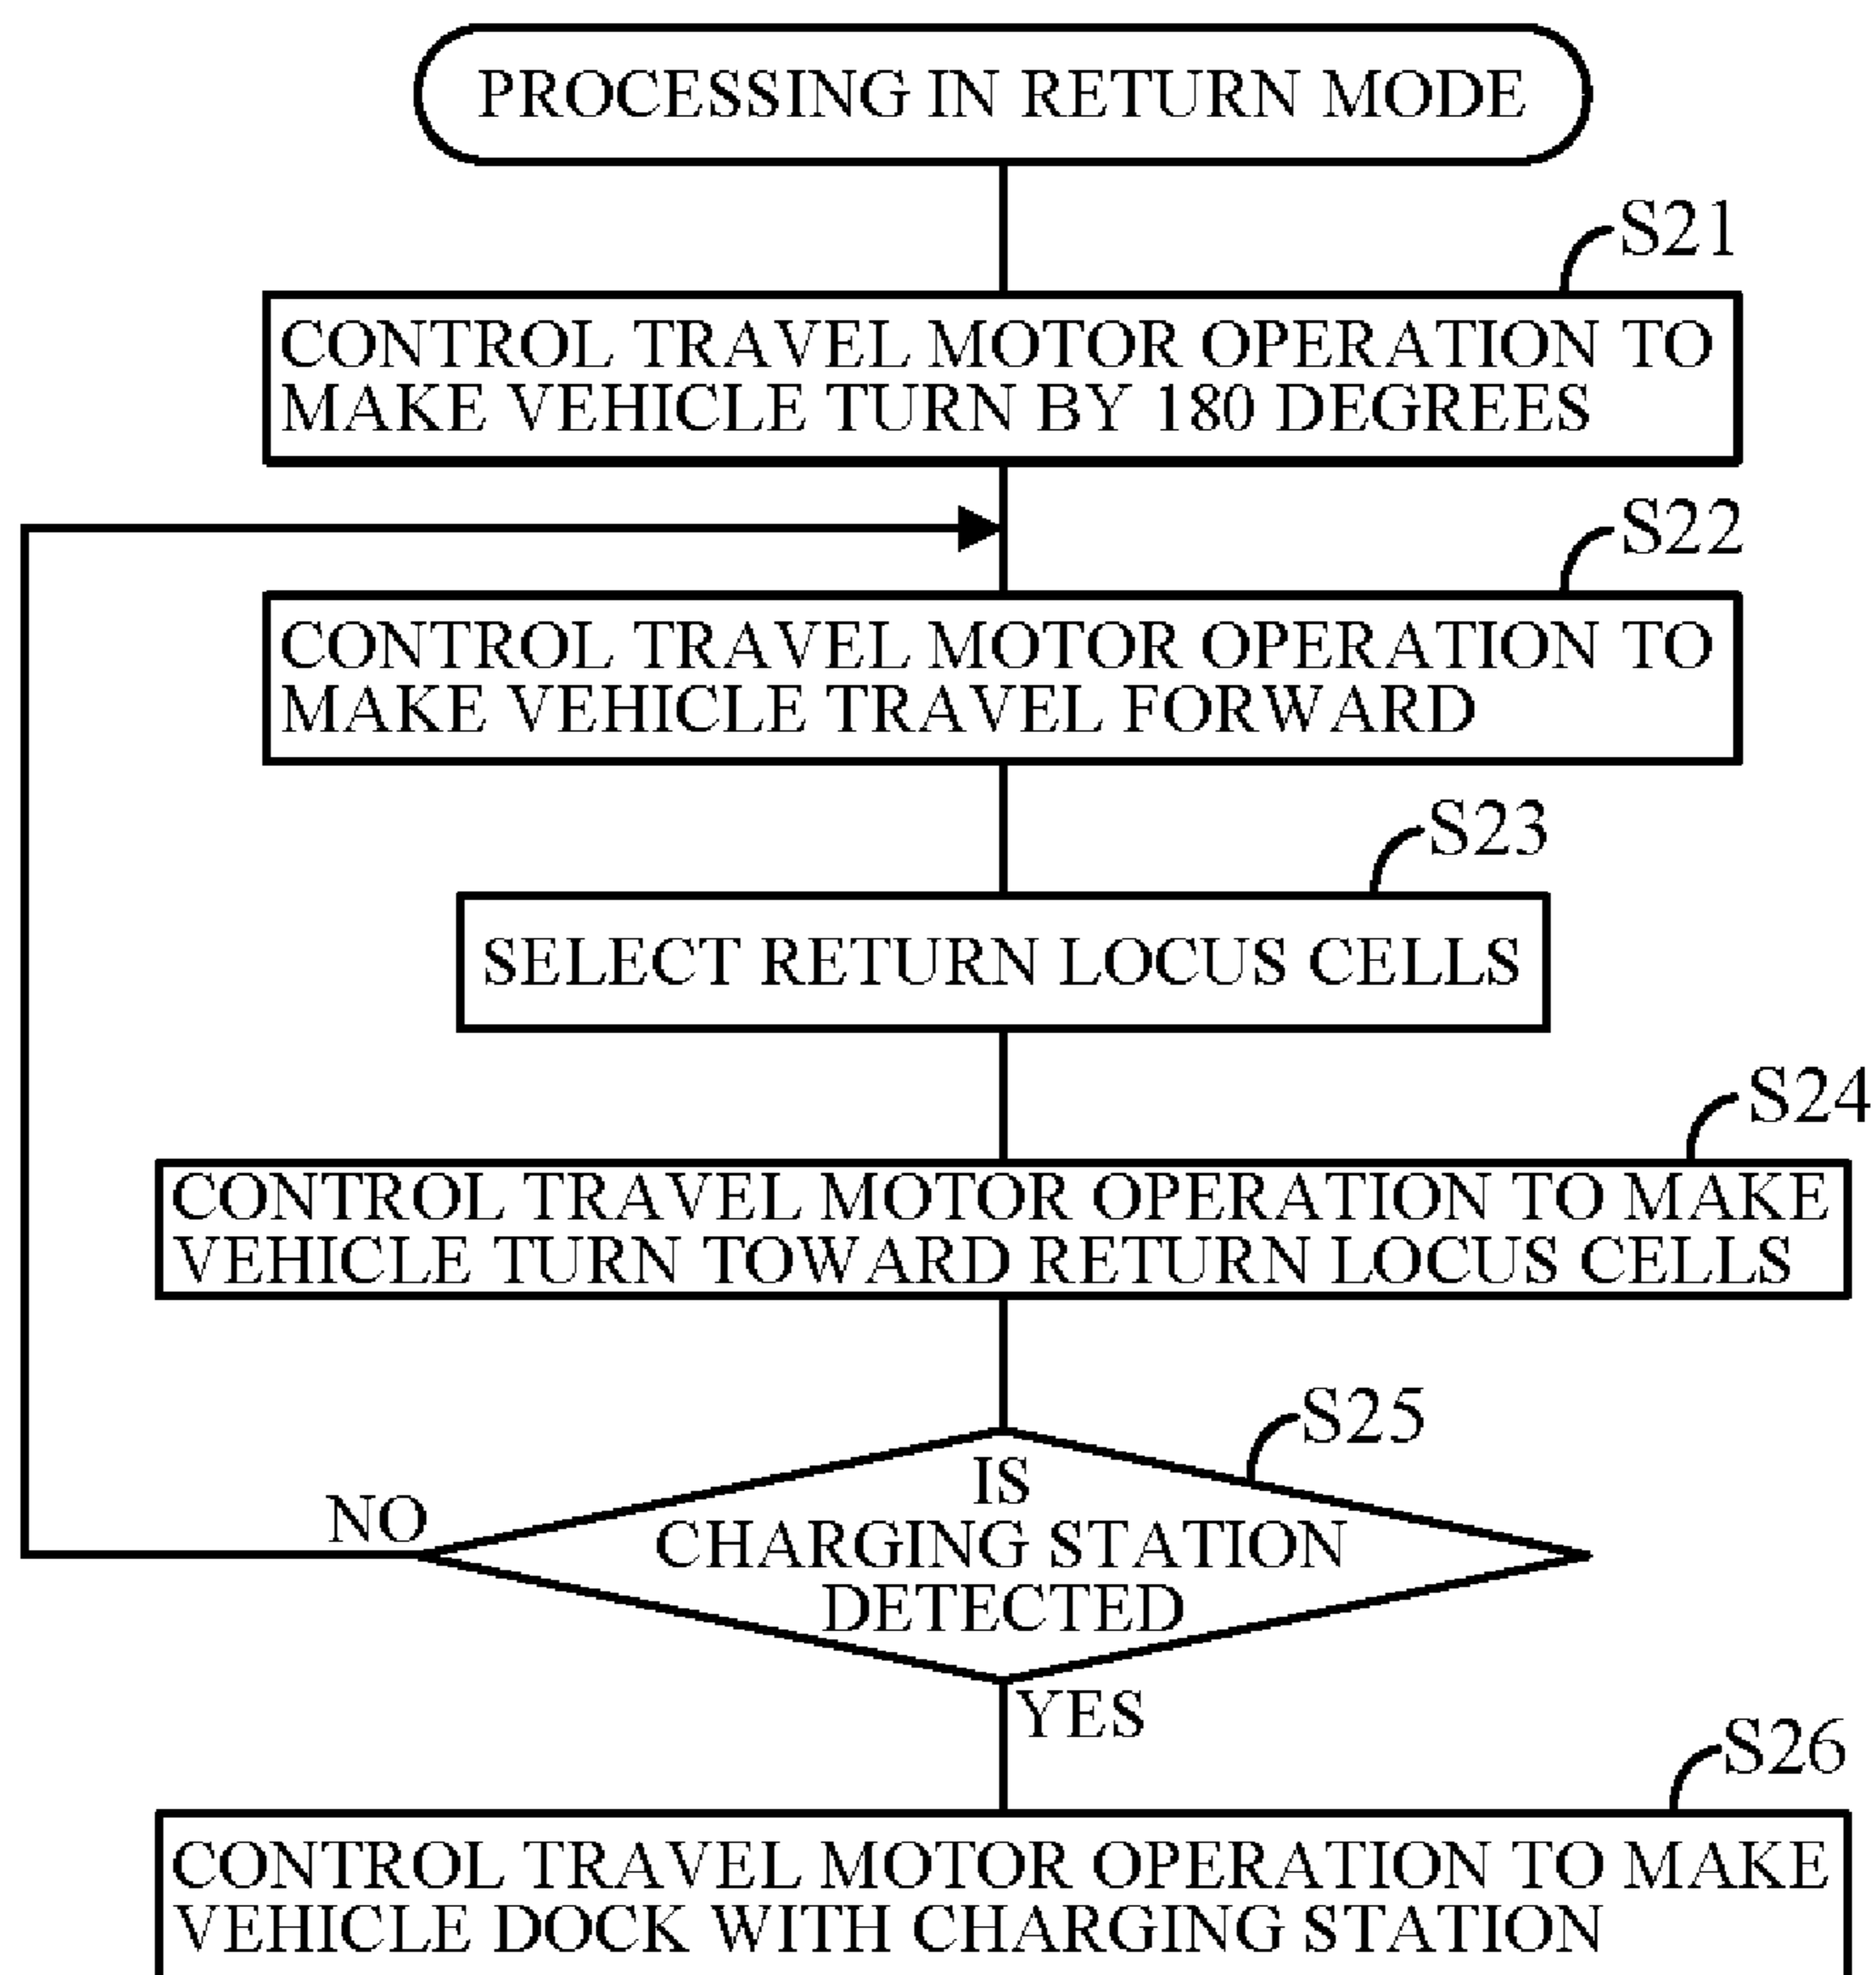 PROCESSING IN RETURN MODE
S21
CONTROL TRAVEL MOTOR OPERATION TO
MAKE VEHICLE TURN BY 180 DEGREES
S22
CONTROL TRAVEL MOTOR OPERATION TO
MAKE VEHICLE TRAVEL FORWARD
S23
SELECT RETURN LOCUS CELLS
S24
CONTROL TRAVEL MOTOR OPERATION TO MAKE
VEHICLE TURN TOWARD RETURN LOCUS CELLS
S25
IS
CHARGING STATION
DETECTED
NO
YES
S26
CONTROL TRAVEL MOTOR OPERATION TO MAKE
VEHICLE DOCK WITH CHARGING STATION